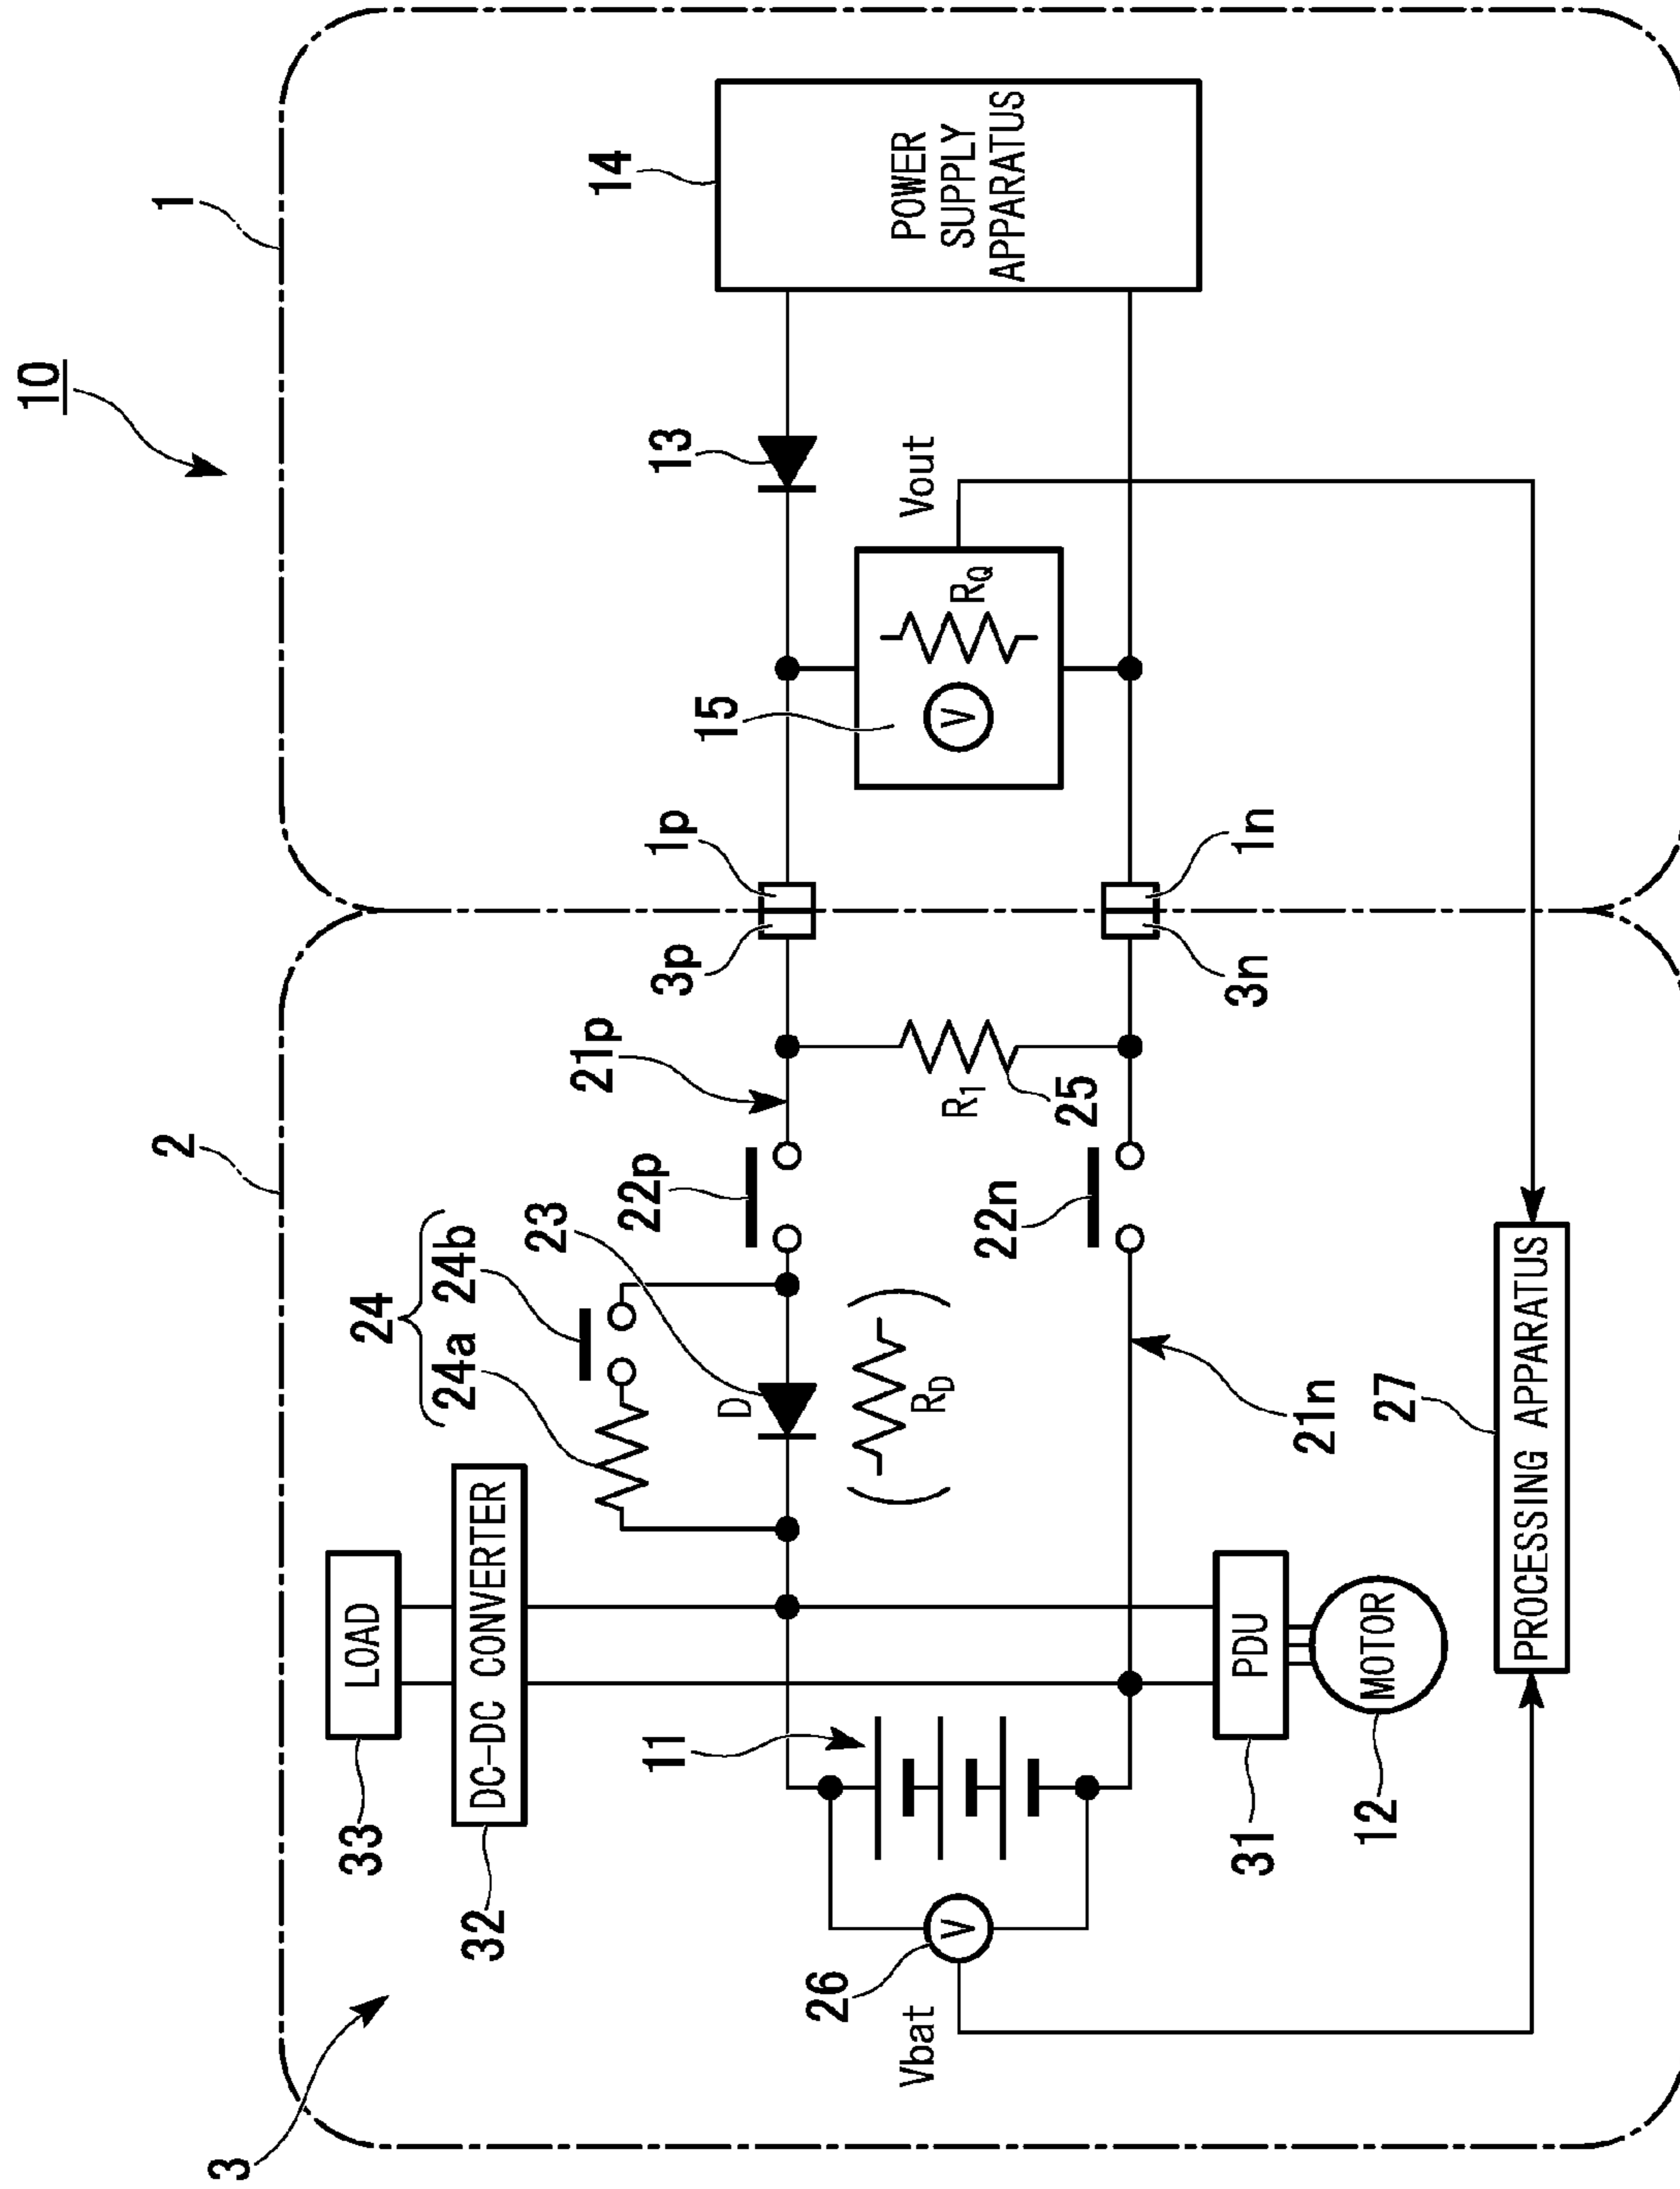 10
1
2
3
14
POWER
SUPPLY
APPARATUS
13
Vout
15
V
RQ
1p
3p
1n
3n
21p
22p
R1
25
22n
24
24a
24b
23
D
RD
21n
LOAD
33
DC-DC CONVERTER
32
11
26
V
Vbat
PDU
31
MOTOR
12
27
PROCESSING APPARATUS